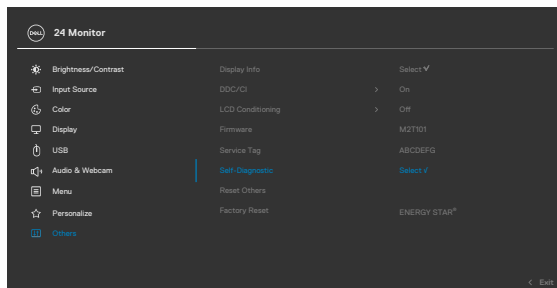 DELL 24 Monitor
Brightness/Contrast Display Info Select √
Input Source DDC/CI > On
Color LCD Conditioning > Off
Display Firmware M2T101
USB Service Tag ABCDEFG
Audio & Webcam Self-Diagnostic Select √
Menu Reset Others
Personalize Factory Reset ENERGY STAR®
Others
< Exit